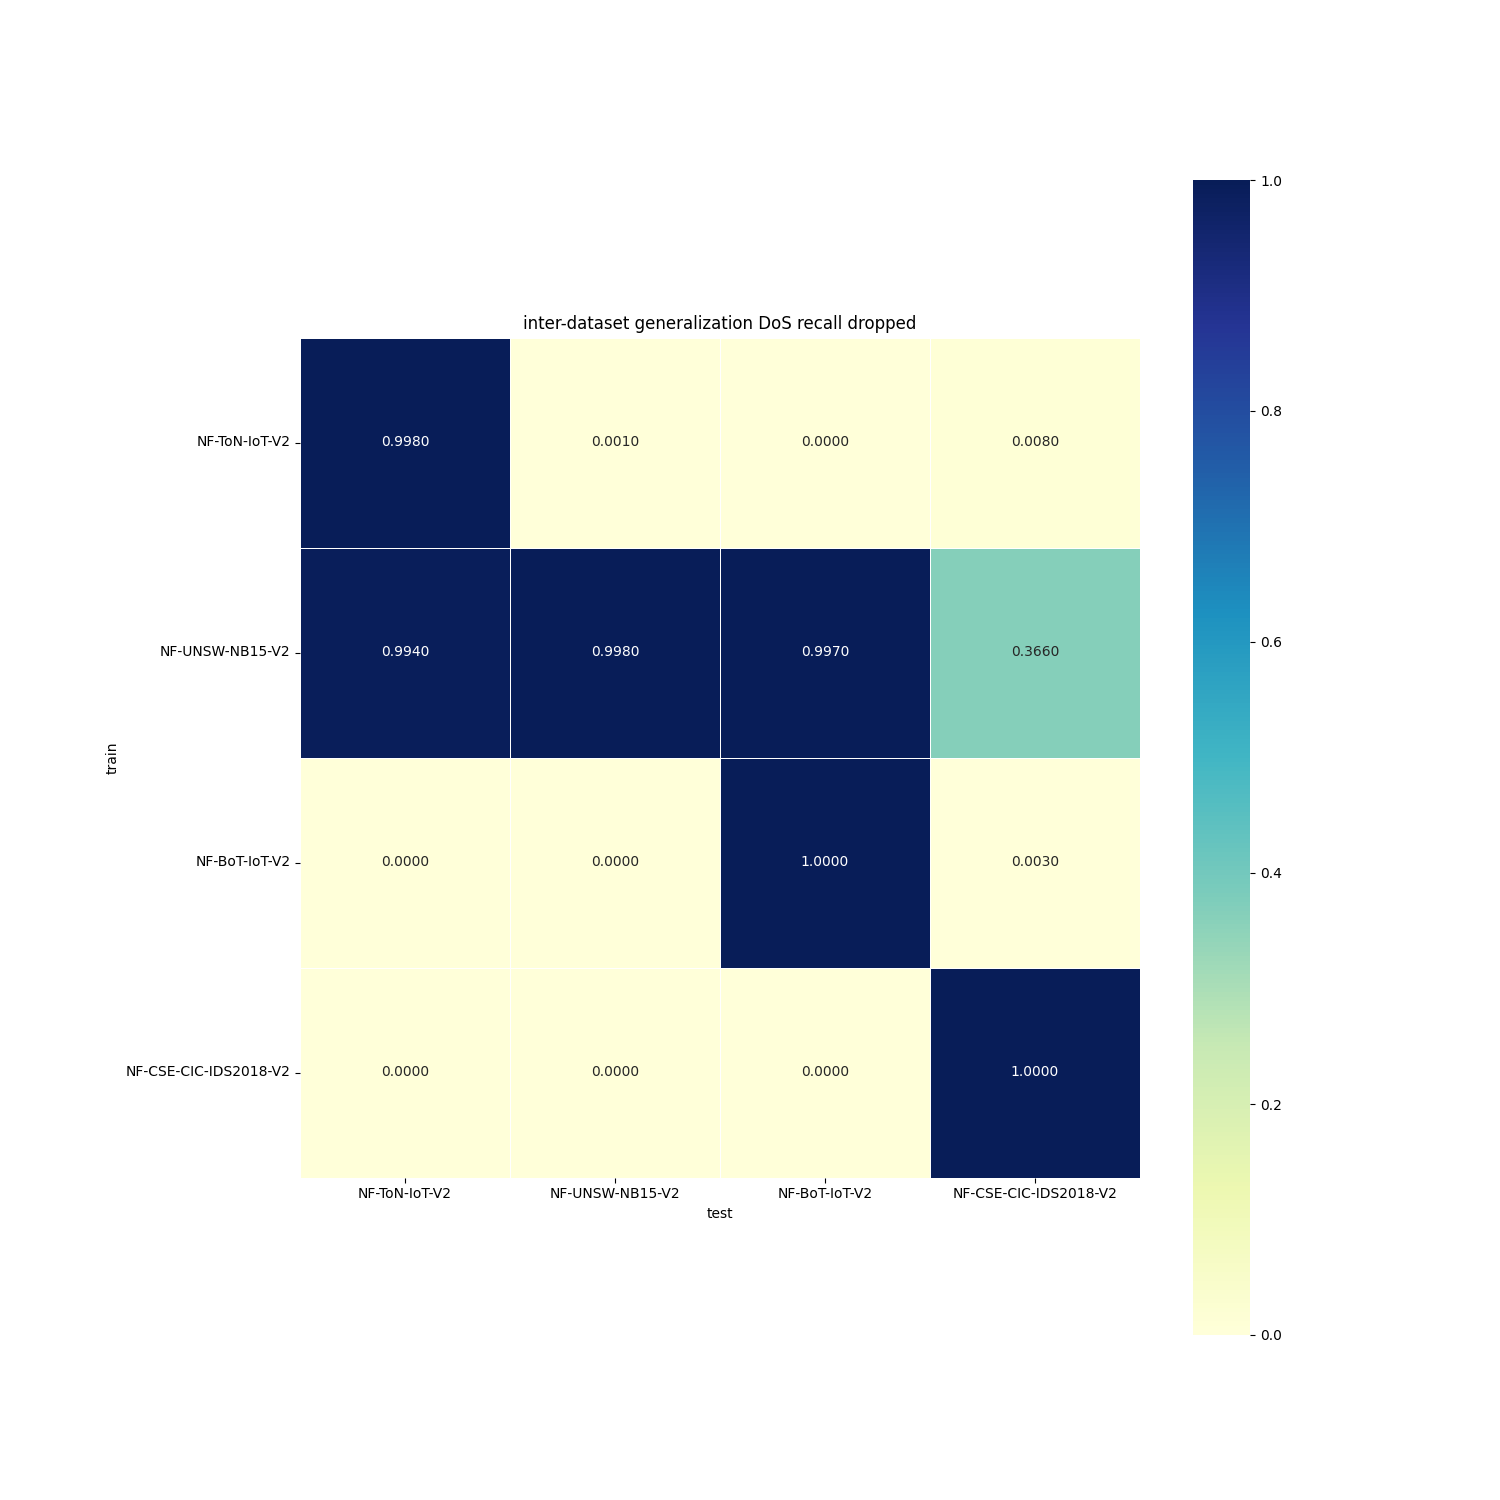 inter-dataset generalization DoS recall dropped
1.0
0.8
0.6
0.4
0.2
0.0
train
NF-ToN-IoT-V2 0.9980 0.0010 0.0000 0.0080
NF-UNSW-NB15-V2 0.9940 0.9980 0.9970 0.3660
NF-BoT-IoT-V2 0.0000 0.0000 1.0000 0.0030
NF-CSE-CIC-IDS2018-V2 0.0000 0.0000 0.0000 1.0000
NF-ToN-IoT-V2 NF-UNSW-NB15-V2 NF-BoT-IoT-V2 NF-CSE-CIC-IDS2018-V2
test